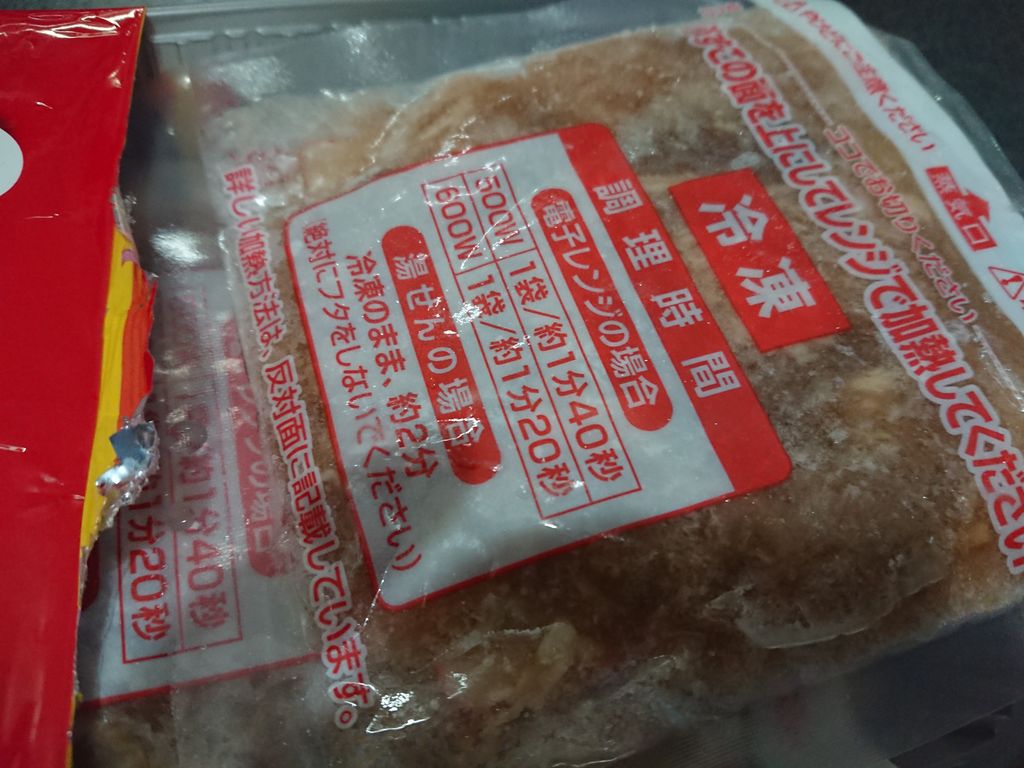 ココでお切りください
蒸気口
この面を上にしてレンジで加熱してください
冷凍
調理時間
電子レンジの場合
500W 1袋/約1分40秒
600W 1袋/約1分20秒
湯せんの場合
冷凍のまま、約2分
(絶対にフタをしないでください)
詳しい加熱方法は、反対面に記載しています。
約1分40秒
1分20秒